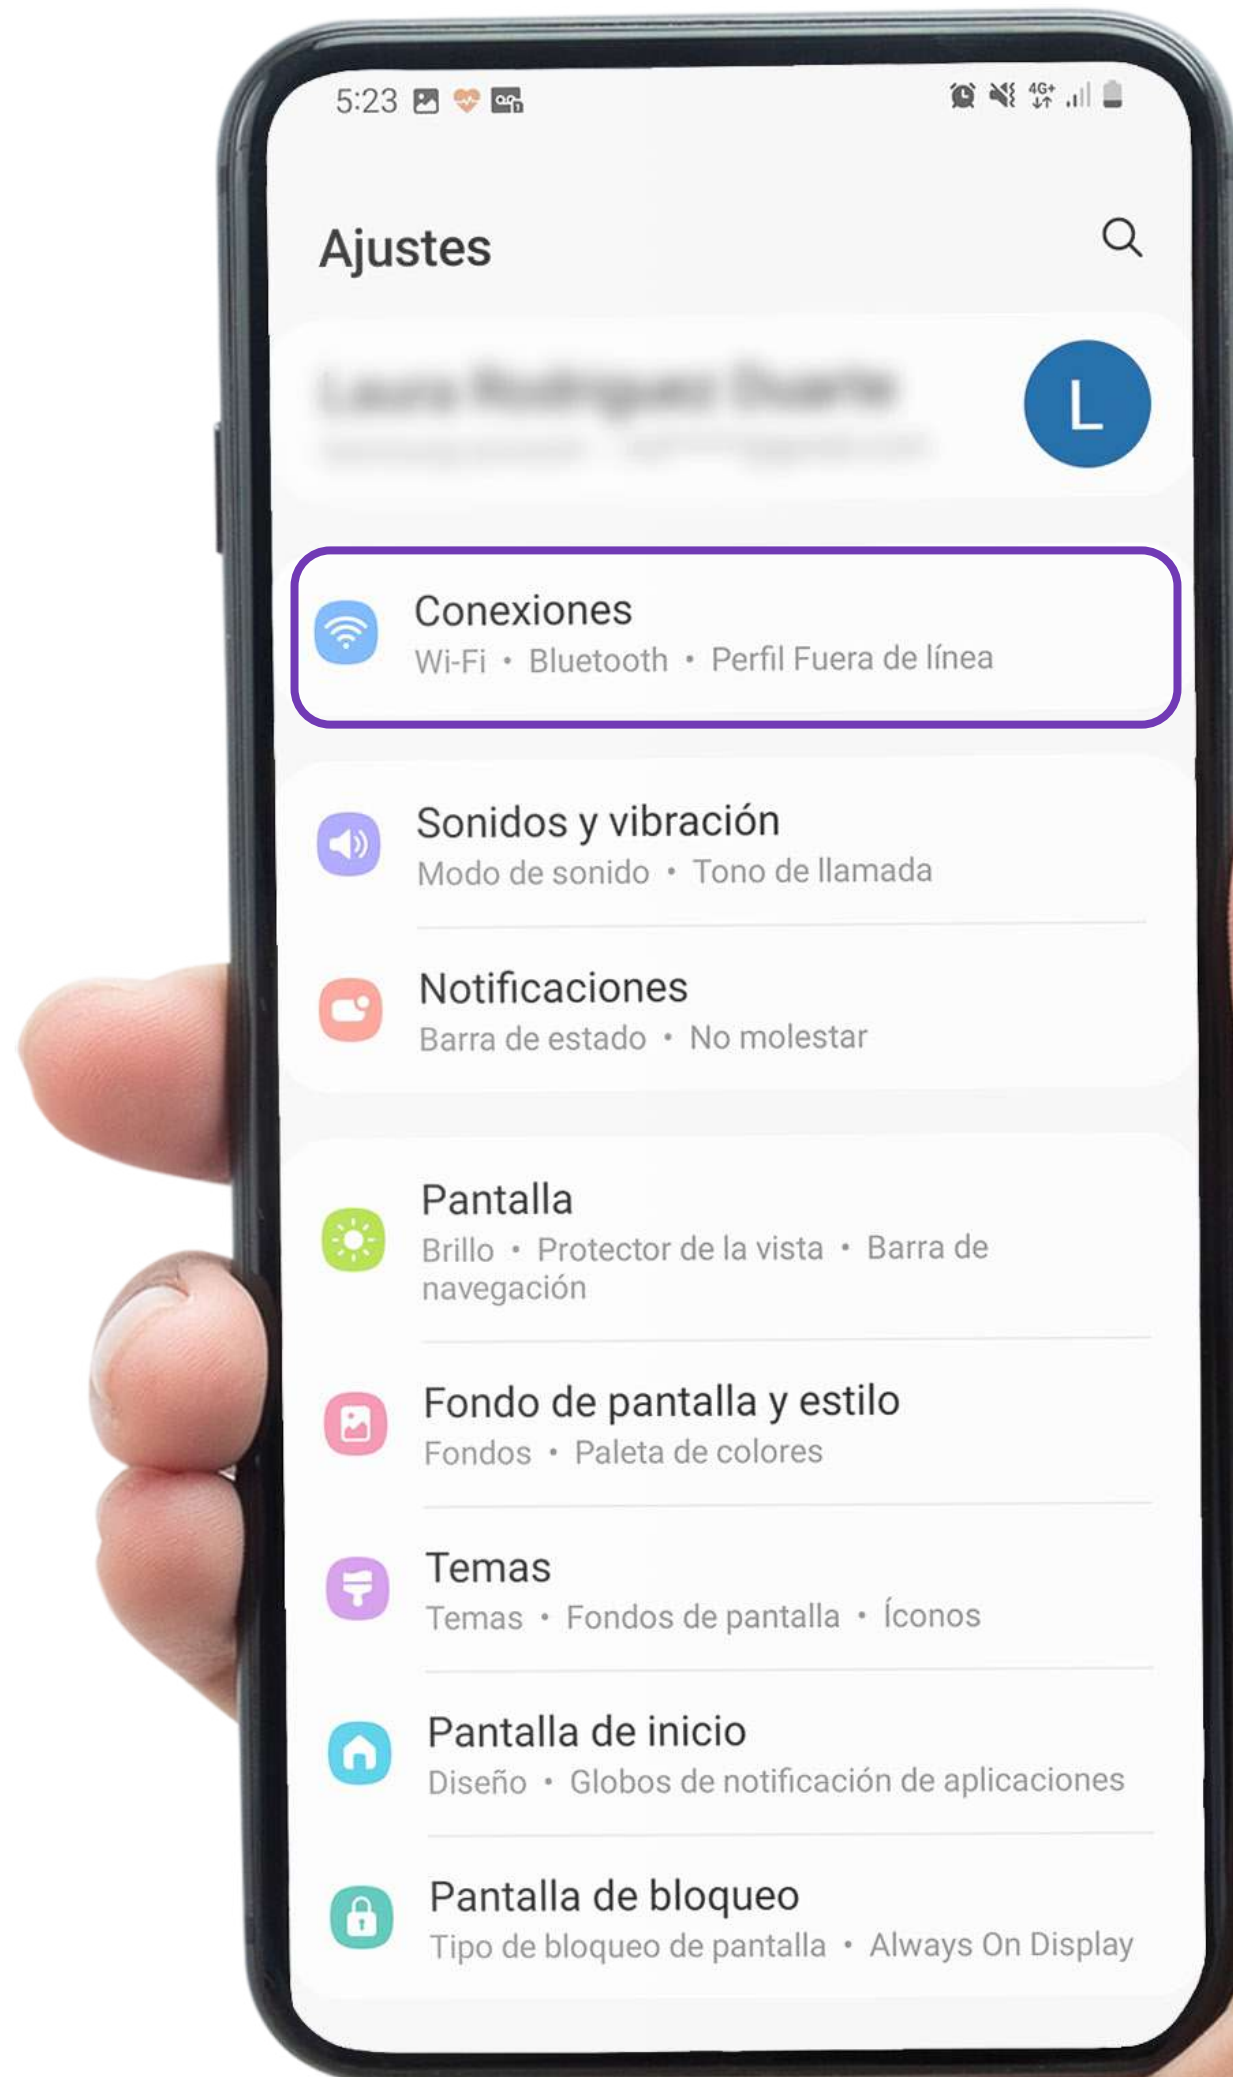 5:23
4G+
Ajustes
L
Conexiones
Wi-Fi • Bluetooth • Perfil Fuera de línea
Sonidos y vibración
Modo de sonido • Tono de llamada
Notificaciones
Barra de estado • No molestar
Pantalla
Brillo • Protector de la vista • Barra de
navegación
Fondo de pantalla y estilo
Fondos • Paleta de colores
Temas
Temas • Fondos de pantalla • Íconos
Pantalla de inicio
Diseño • Globos de notificación de aplicaciones
Pantalla de bloqueo
Tipo de bloqueo de pantalla • Always On Display